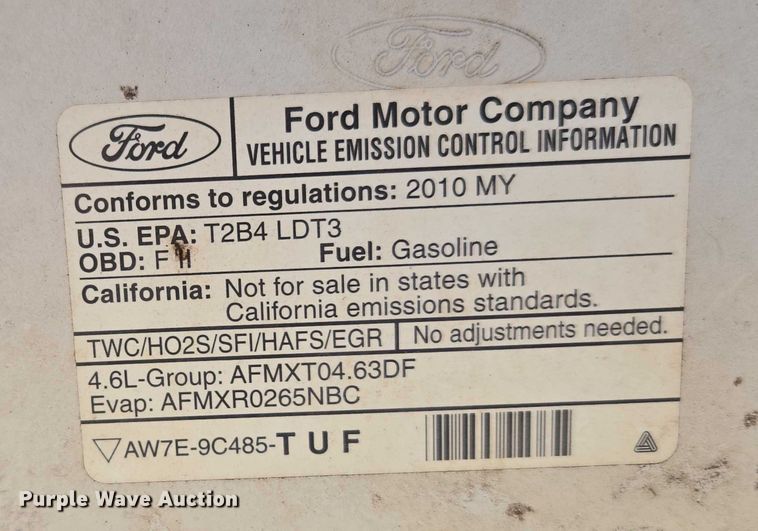 Ford
Ford
Ford Motor Company
VEHICLE EMISSION CONTROL INFORMATION
Conforms to regulations: 2010 MY
U.S. EPA: T2B4 LDT3
OBD: F II Fuel: Gasoline
California: Not for sale in states with
California emissions standards.
TWC/HO2S/SFI/HAFS/EGR No adjustments needed.
4.6L-Group: AFMXT04.63DF
Evap: AFMXR0265NBC
AW7E-9C485-TUF
Purple Wave Auction